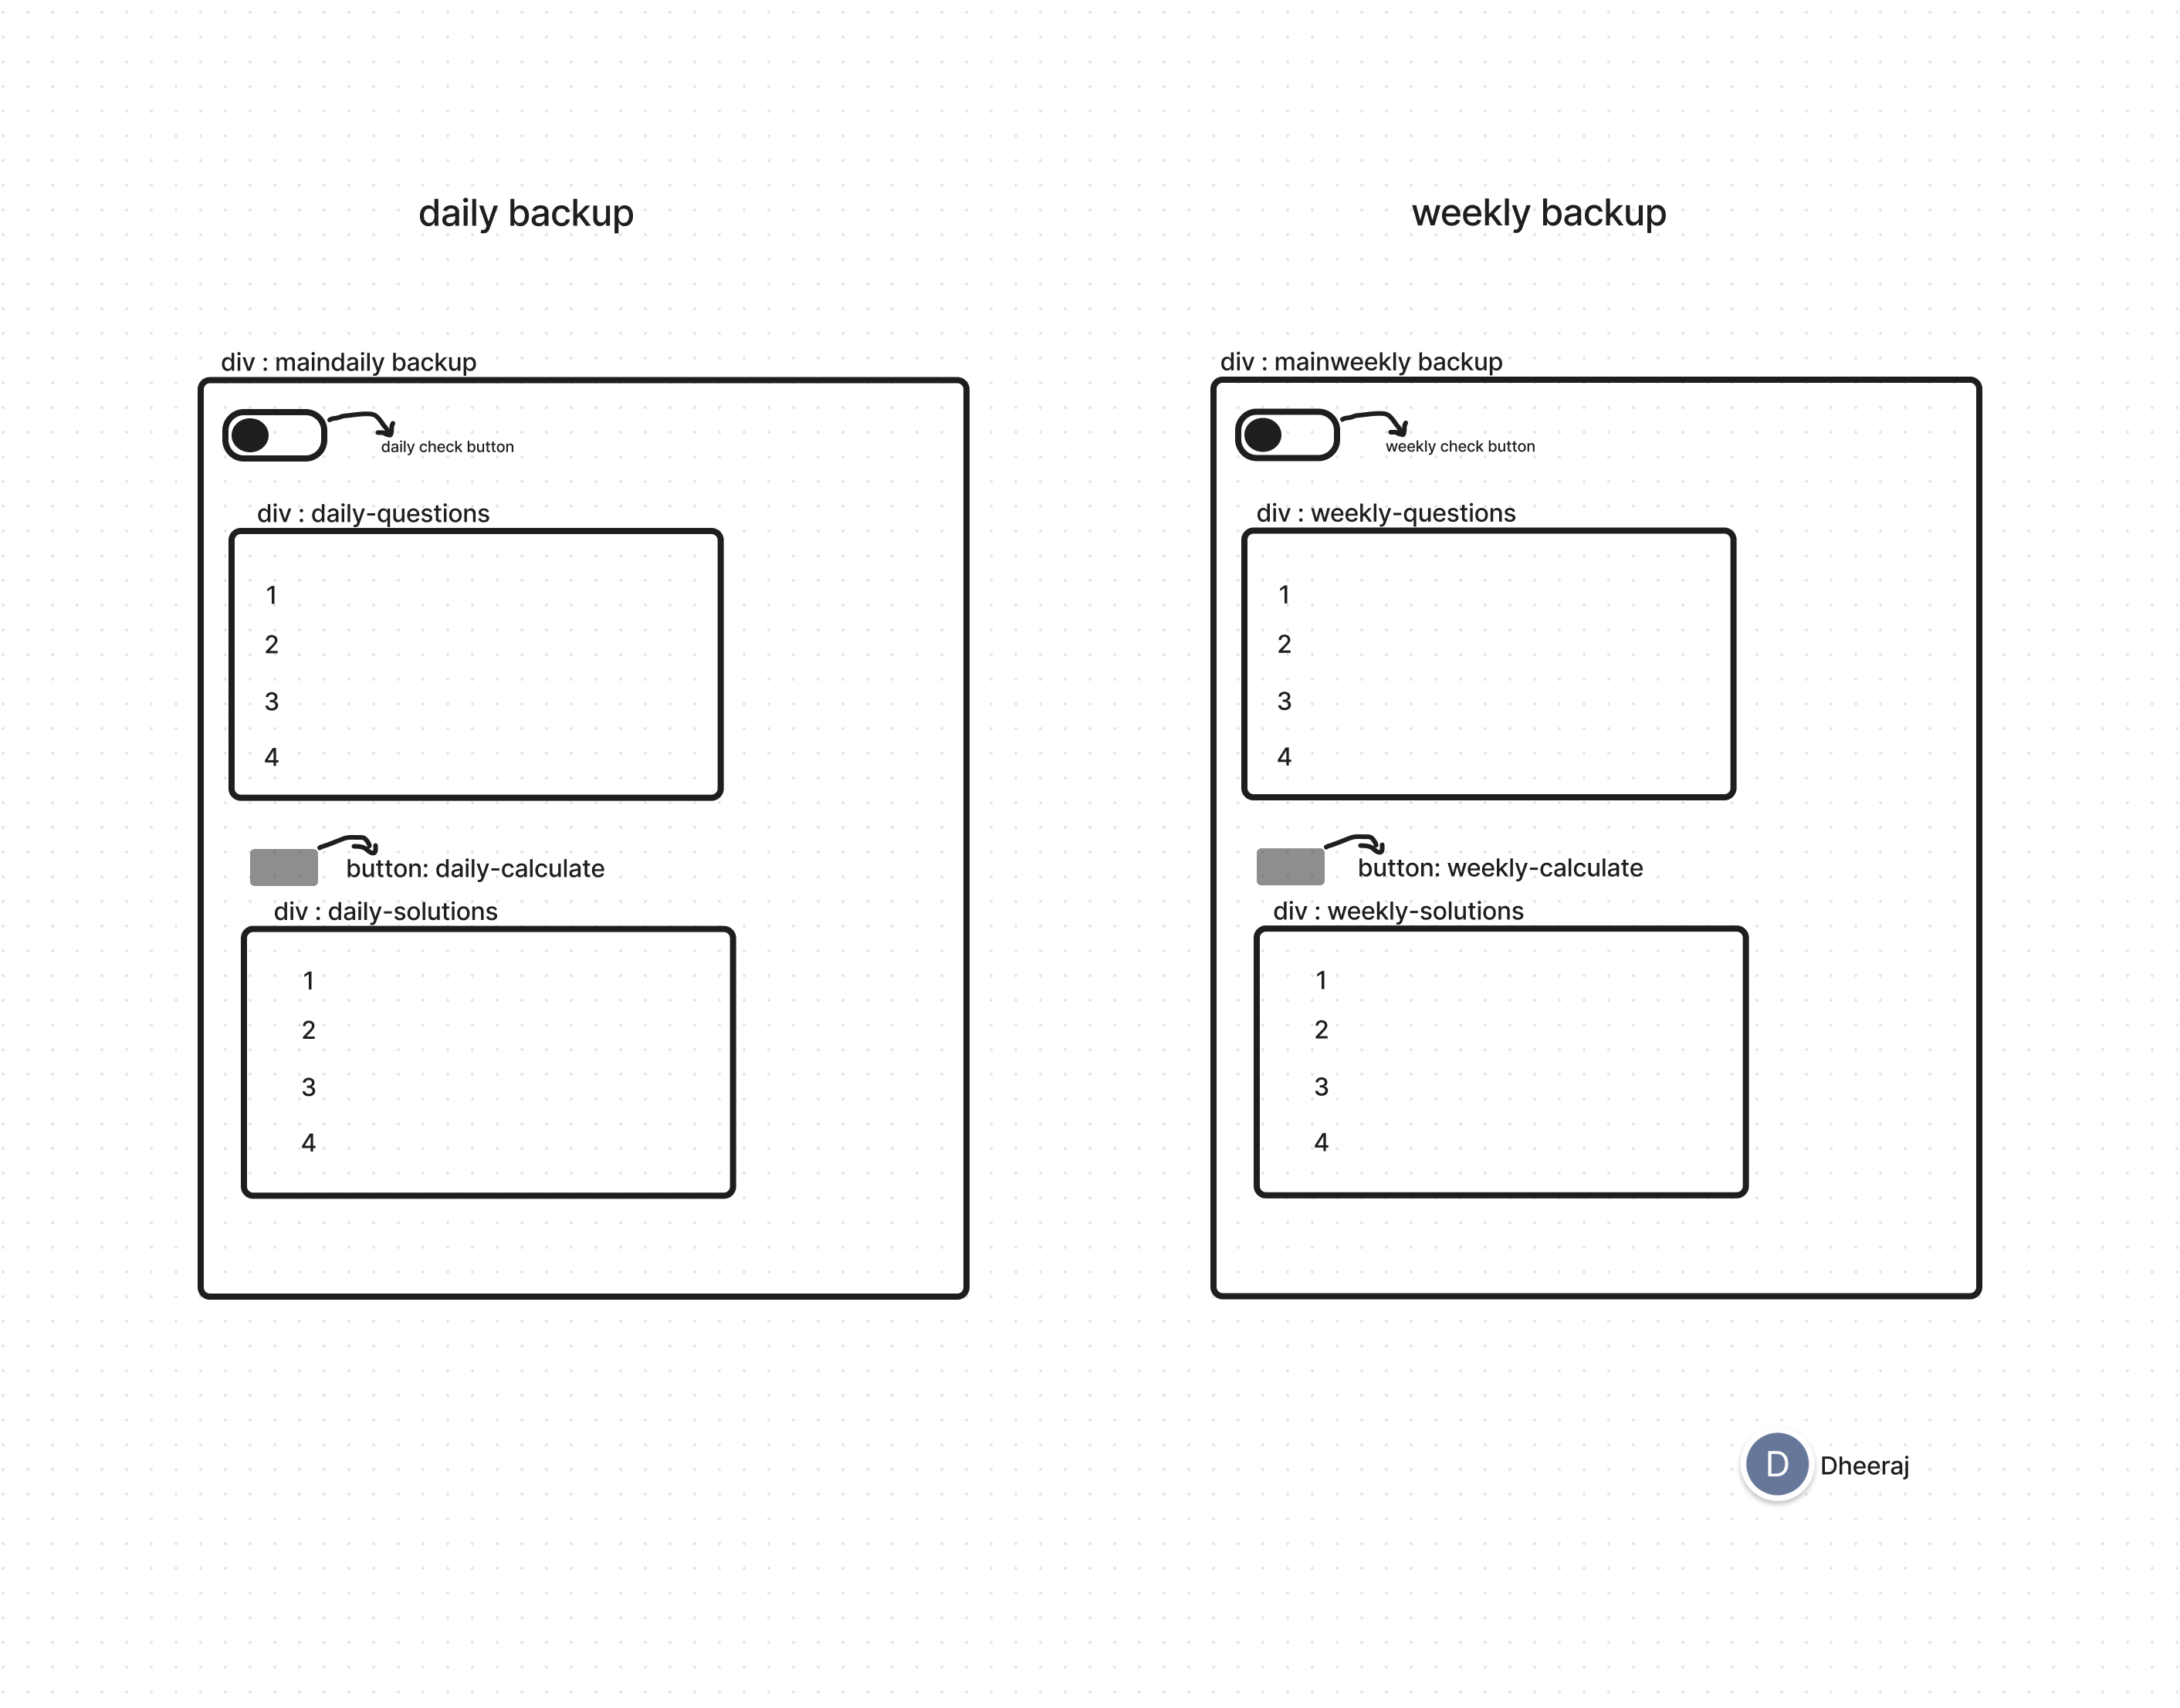 daily backup
div : maindaily backup
daily check button
div : daily-questions
1
2
3
4
button: daily-calculate
div : daily-solutions
1
2
3
4
weekly backup
div : mainweekly backup
weekly check button
div : weekly-questions
1
2
3
4
button: weekly-calculate
div : weekly-solutions
1
2
3
4
D
Dheeraj